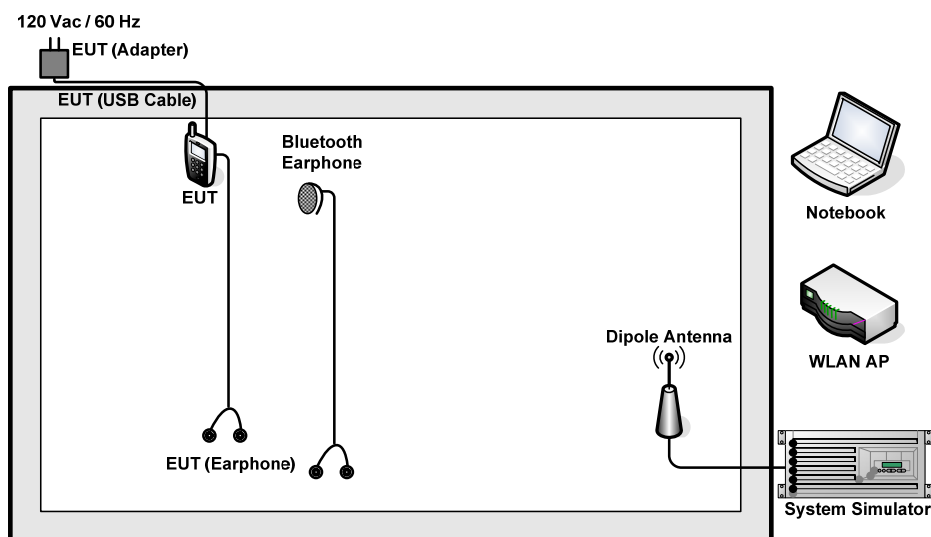 120 Vac / 60 Hz
EUT (Adapter)
EUT (USB Cable)
EUT
Bluetooth
Earphone
Notebook
WLAN AP
Dipole Antenna
EUT (Earphone)
System Simulator